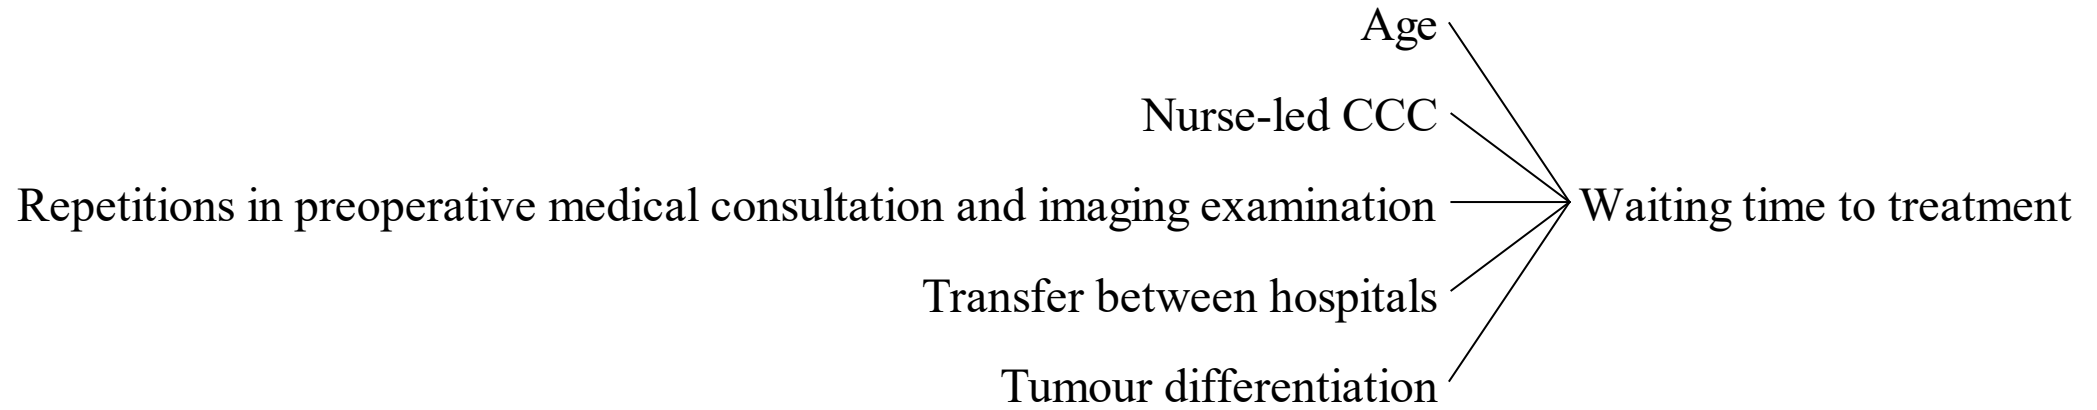 Age
Nurse-led CCC
Repetitions in preoperative medical consultation and imaging examination
Waiting time to treatment
Transfer between hospitals
Tumour differentiation